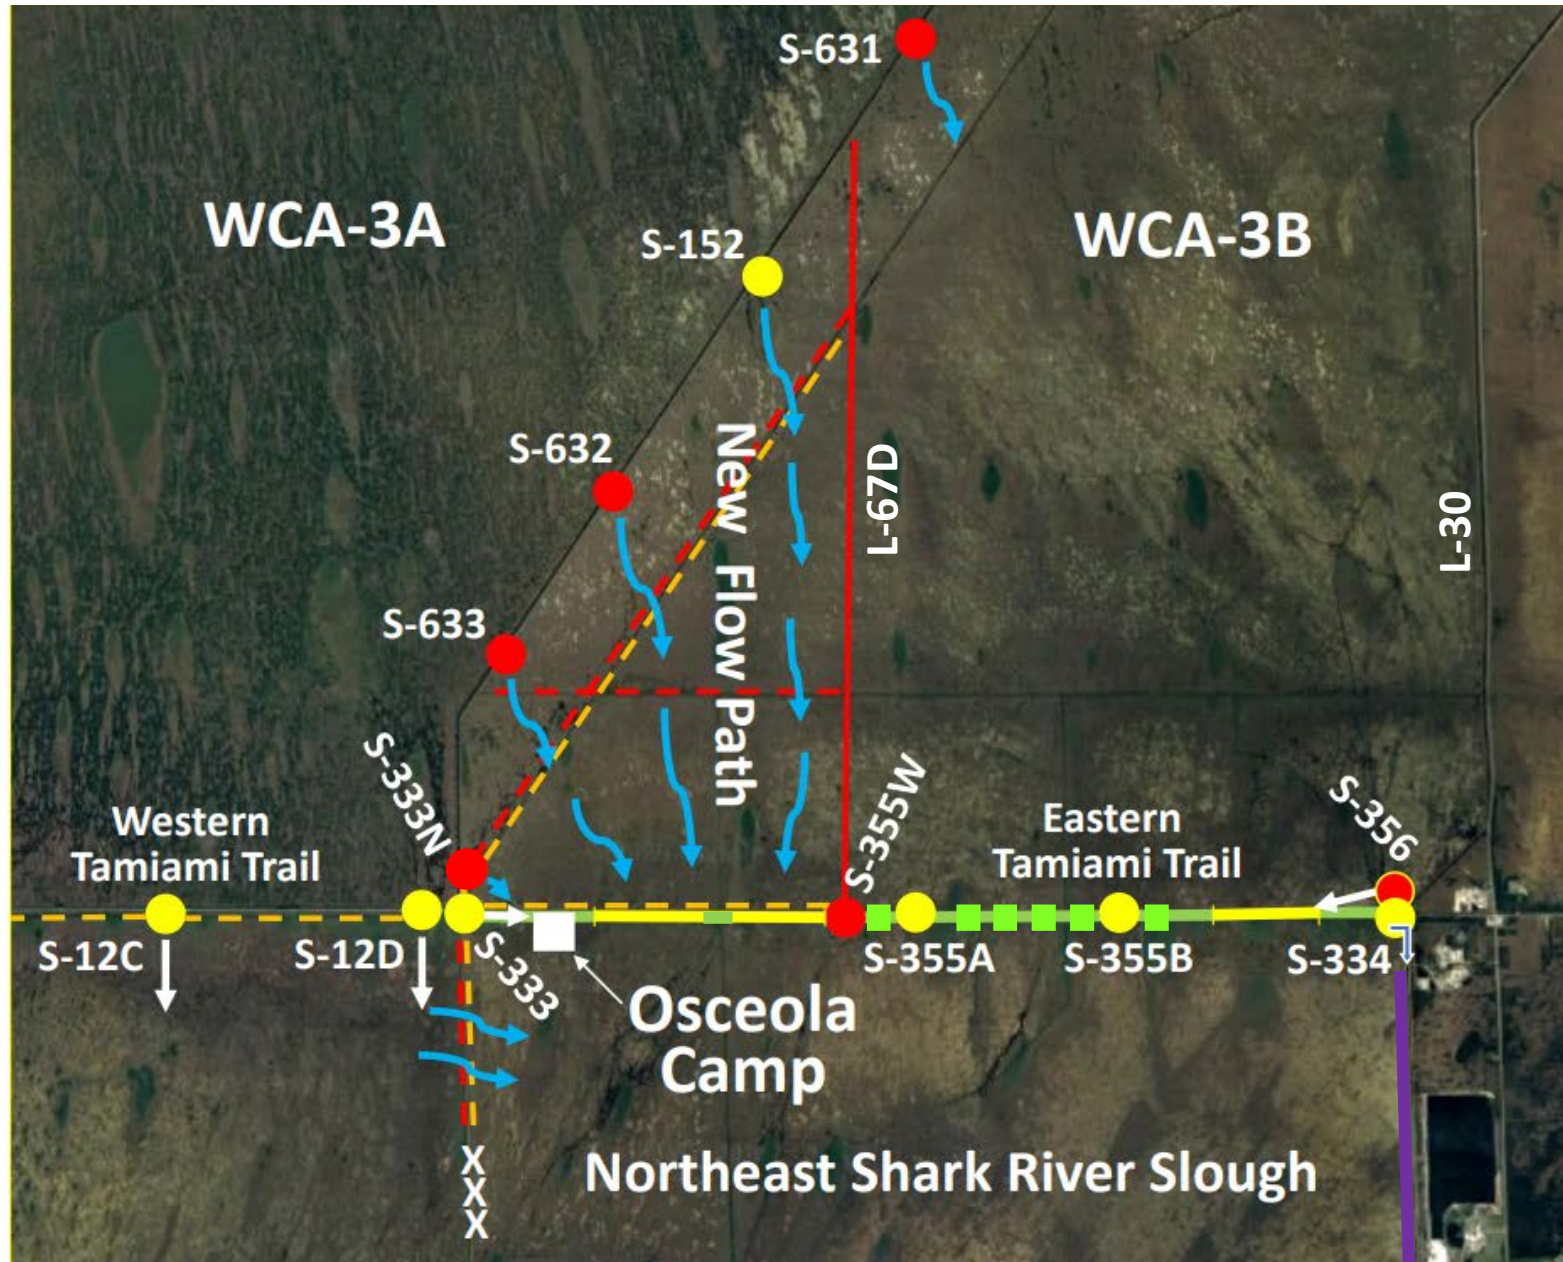 S-631
WCA-3A
WCA-3B
S-152
S-632
L-67D
L-30
New Flow Path
S-633
S-333N
S-355W
S-356
Western
Tamiami Trail
Eastern
Tamiami Trail
S-12C
S-12D
S-333
S-355A
S-355B
S-334
Osceola
Camp
Northeast Shark River Slough
X
X
X